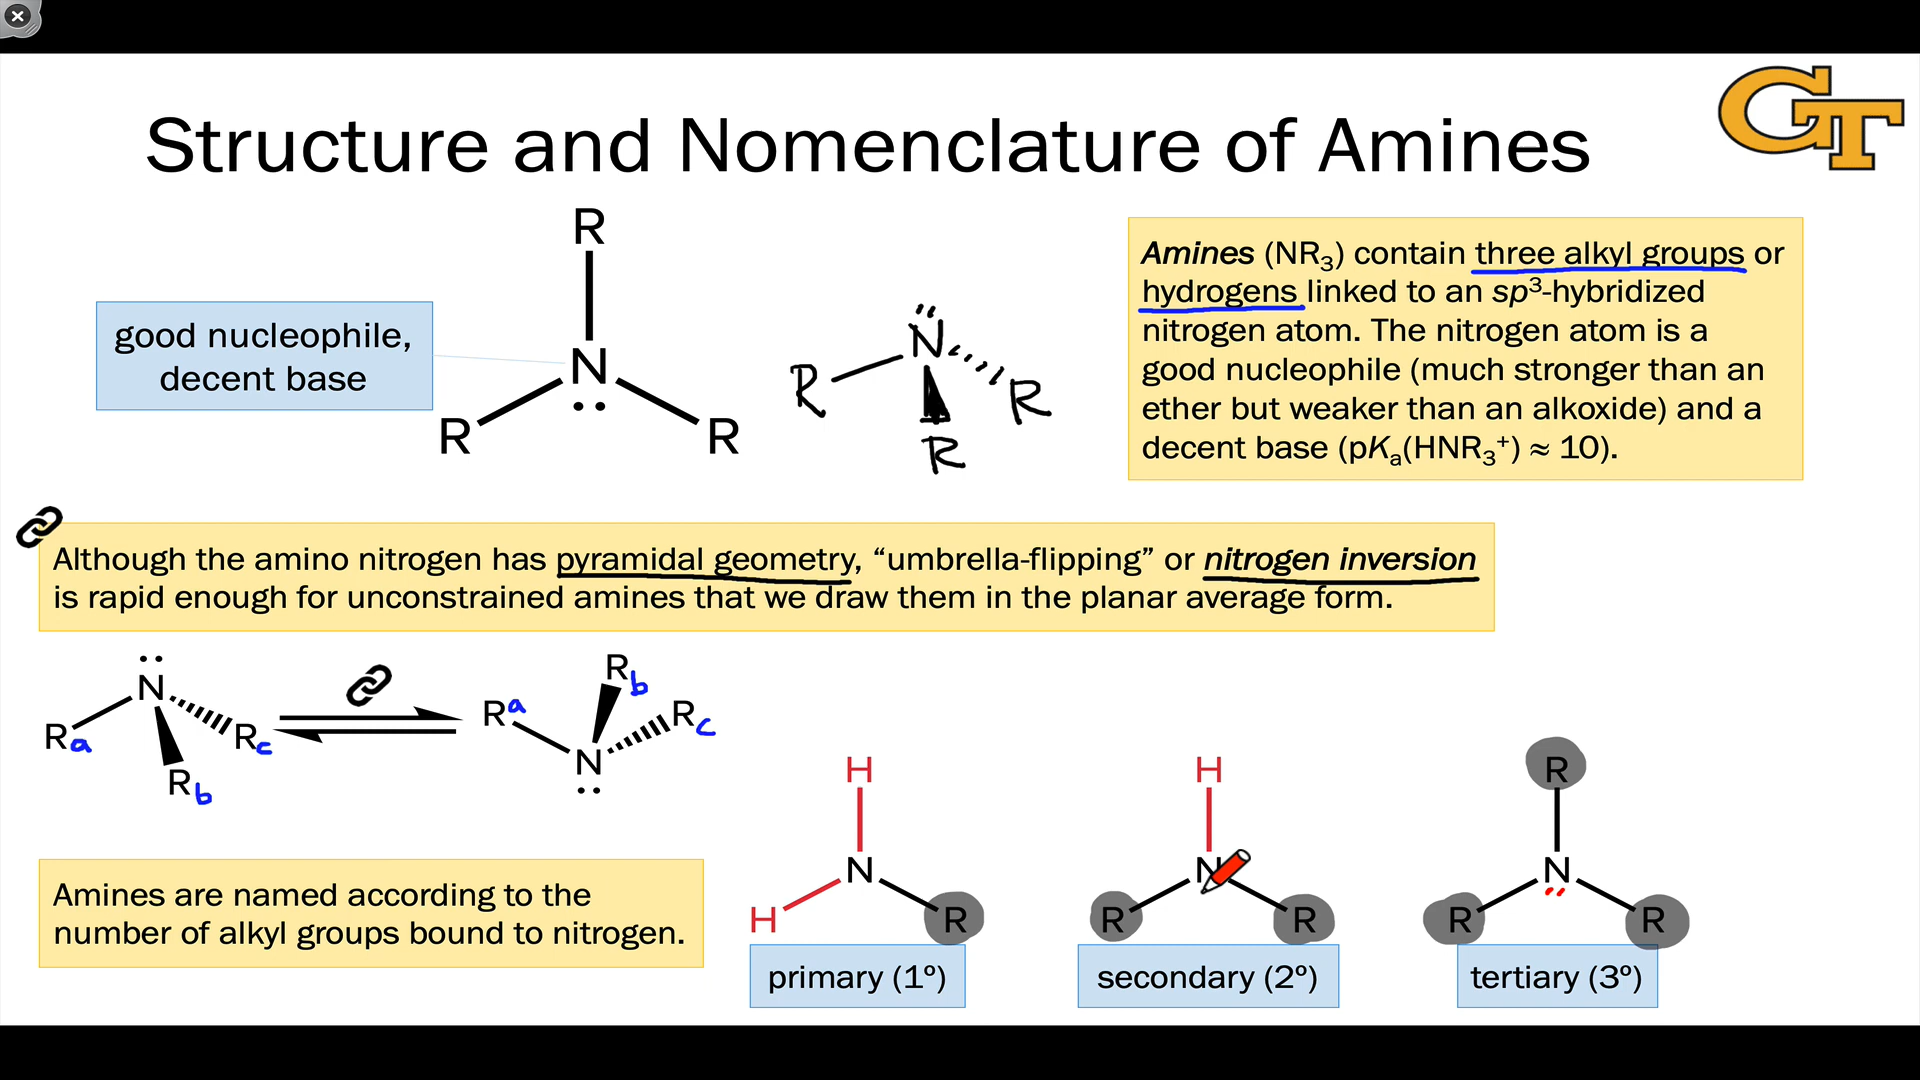 Structure and Nomenclature of Amines
GT
R
N
R
R
good nucleophile,
decent base
N
R
R
R
Amines (NR₃) contain three alkyl groups or
hydrogens linked to an sp³-hybridized
nitrogen atom. The nitrogen atom is a
good nucleophile (much stronger than an
ether but weaker than an alkoxide) and a
decent base (pKₐ(HNR₃⁺) ≈ 10).
Although the amino nitrogen has pyramidal geometry, “umbrella-flipping” or nitrogen inversion
is rapid enough for unconstrained amines that we draw them in the planar average form.
N
Ra
Rc
Rb
Rb
Ra
Rc
N
Amines are named according to the
number of alkyl groups bound to nitrogen.
H
N
H
R
primary (1º)
H
N
R
R
secondary (2º)
R
N
R
R
tertiary (3º)